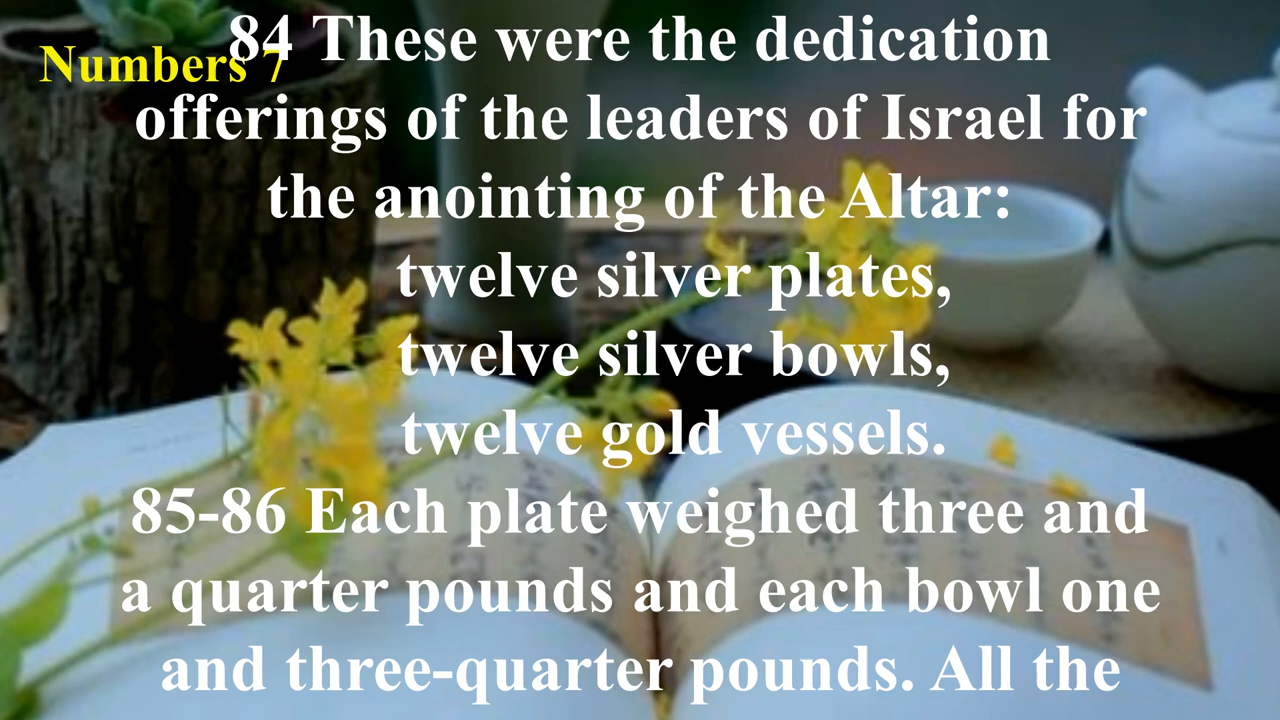 Numbers 7
84 These were the dedication
offerings of the leaders of Israel for
the anointing of the Altar:
twelve silver plates,
twelve silver bowls,
twelve gold vessels.
85-86 Each plate weighed three and
a quarter pounds and each bowl one
and three-quarter pounds. All the